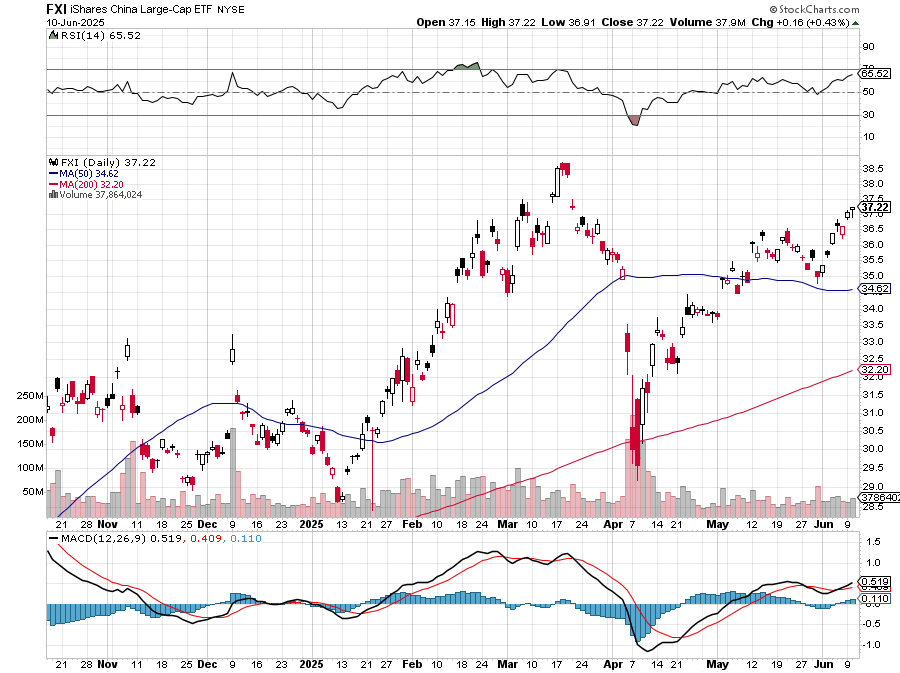 FXI iShares China Large-Cap ETF NYSE © StockCharts.com
10-Jun-2025 Open 37.15 High 37.22 Low 36.91 Close 37.22 Volume 37.9M Chg +0.16 (+0.43%)
RSI(14) 65.52
90
70
65.52
50
30
10
FXI (Daily) 37.22
MA(50) 34.62
MA(200) 32.20
Volume 37,864,024
38.5
38.0
37.22
37.0
36.5
36.0
35.5
35.0
34.62
34.0
33.5
33.0
32.5
32.20
32.0
31.5
31.0
30.5
30.0
29.5
29.0
28.5
250M
200M
150M
100M
50M
3786402
21 28 Nov 11 18 25 Dec 9 16 23 2025 13 21 27 Feb 10 18 24 Mar 10 17 24 Apr 7 14 21 May 12 19 27 Jun 9
MACD(12,26,9) 0.519, 0.409, 0.110
1.5
1.0
0.519
0.409
0.110
0.0
-0.5
-1.0
21 28 Nov 11 18 25 Dec 9 16 23 2025 13 21 27 Feb 10 18 24 Mar 10 17 24 Apr 7 14 21 May 12 19 27 Jun 9